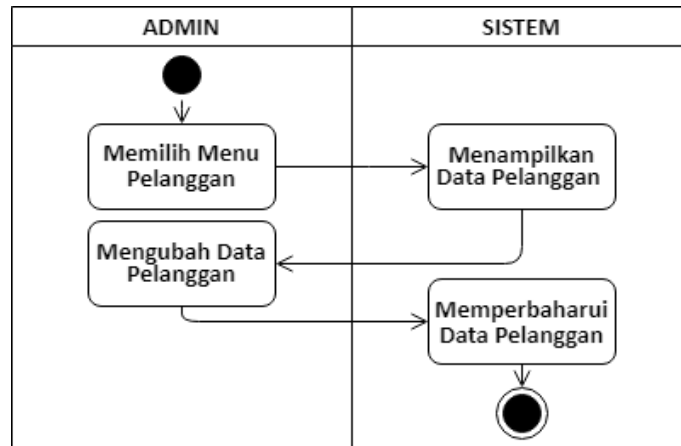 ADMIN
SISTEM
Memilih Menu
Pelanggan
Menampilkan
Data Pelanggan
Mengubah Data
Pelanggan
Memperbaharui
Data Pelanggan